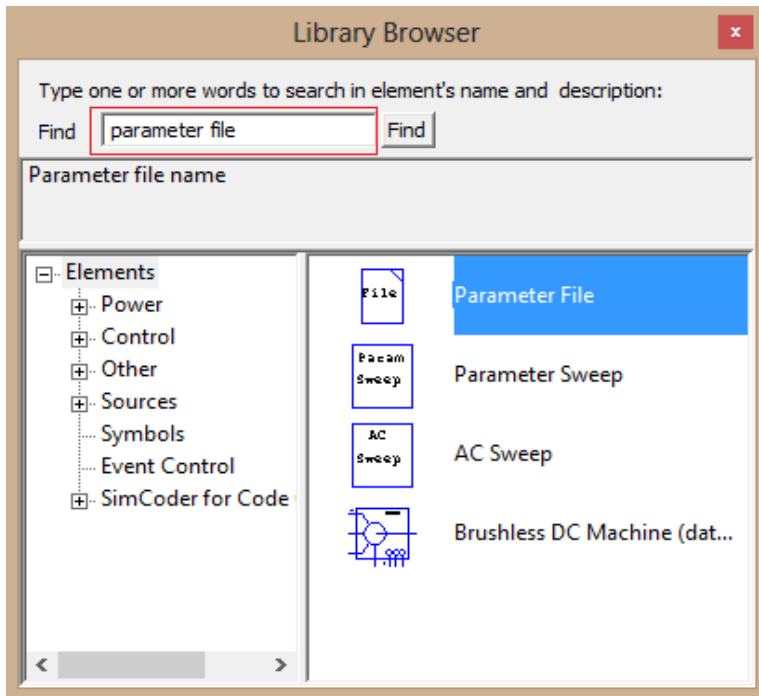 Library Browser
x
Type one or more words to search in element's name and description:
Find parameter file Find
Parameter file name
Elements
Power
Control
Other
Sources
Symbols
Event Control
SimCoder for Code
File
Parameter File
Param
Sweep
Parameter Sweep
AC
Sweep
AC Sweep
Brushless DC Machine (dat...